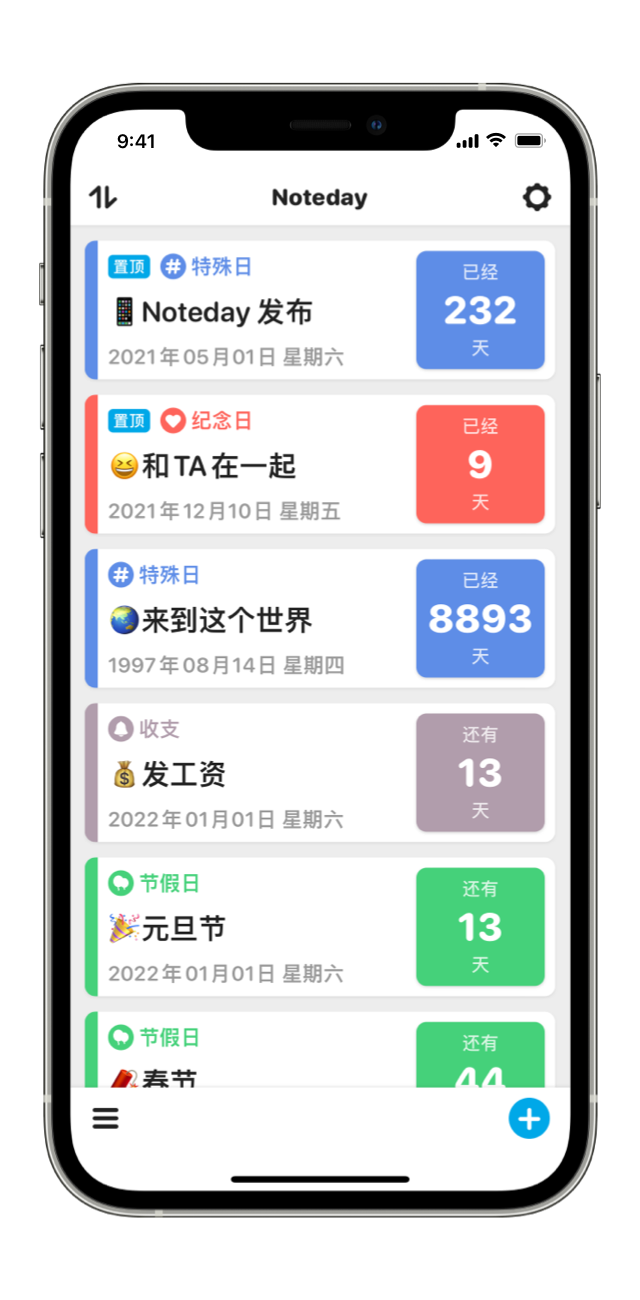 9:41
Noteday
置顶 特殊日
📱Noteday 发布
2021年05月01日 星期六
已经
232
天
置顶 纪念日
😆和TA在一起
2021年12月10日 星期五
已经
9
天
特殊日
🌏来到这个世界
1997年08月14日 星期四
已经
8893
天
收支
💰发工资
2022年01月01日 星期六
还有
13
天
节假日
🎉元旦节
2022年01月01日 星期六
还有
13
天
节假日
🧨春节
还有
44